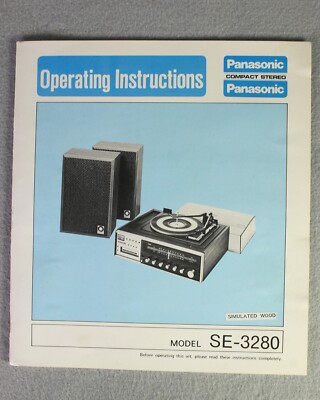 Operating Instructions
Panasonic
COMPACT STEREO
Panasonic
SIMULATED WOOD
MODEL SE-3280
Before operating this set, please read these instructions completely.